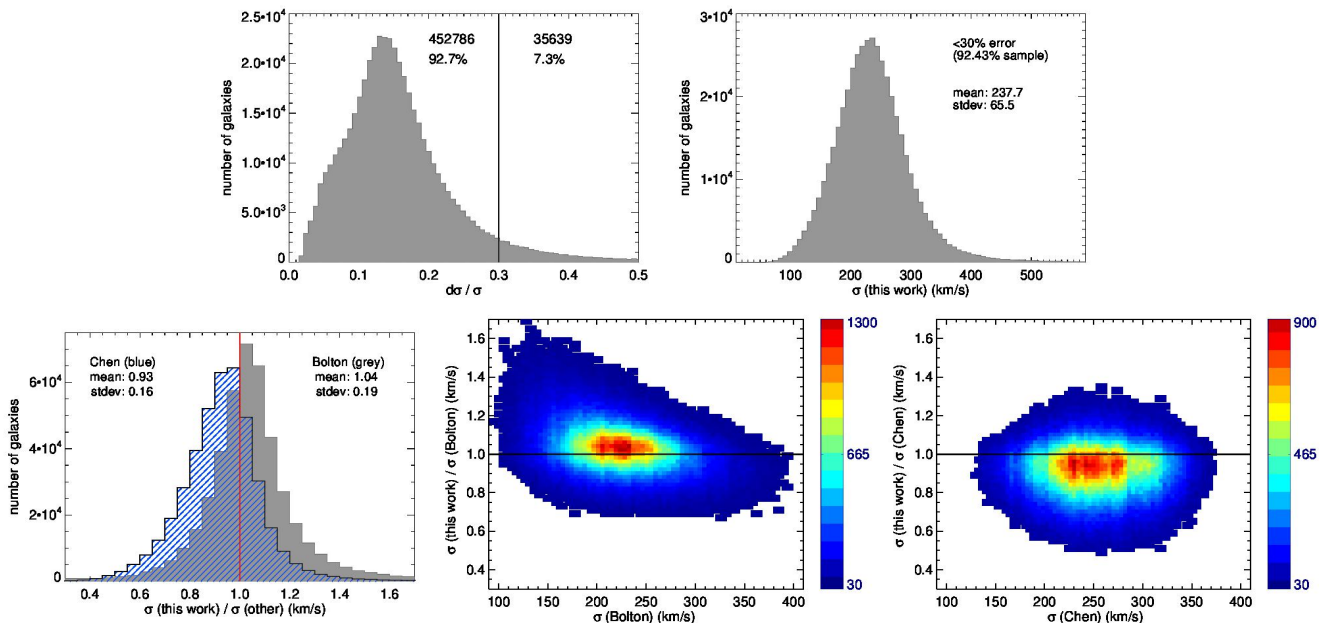 2.5•10⁴
2.0•10⁴
1.5•10⁴
1.0•10⁴
5.0•10³
0
number of galaxies
452786
92.7%
35639
7.3%
0.0 0.1 0.2 0.3 0.4 0.5
dσ / σ
3•10⁴
2•10⁴
1•10⁴
0
number of galaxies
<30% error
(92.43% sample)
mean: 237.7
stdev: 65.5
100 200 300 400 500
σ (this work) (km/s)
6•10⁴
4•10⁴
2•10⁴
0
number of galaxies
Chen (blue)
mean: 0.93
stdev: 0.16
Bolton (grey)
mean: 1.04
stdev: 0.19
0.4 0.6 0.8 1.0 1.2 1.4 1.6
σ (this work) / σ (other) (km/s)
1.6
1.4
1.2
1.0
0.8
0.6
0.4
σ (this work) / σ (Bolton) (km/s)
100 150 200 250 300 350 400
σ (Bolton) (km/s)
1300
665
30
1.6
1.4
1.2
1.0
0.8
0.6
0.4
σ (this work) / σ (Chen) (km/s)
100 150 200 250 300 350 400
σ (Chen) (km/s)
900
465
30